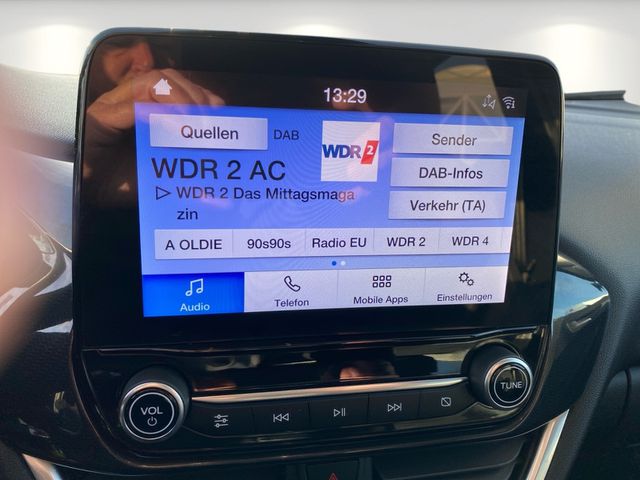 13:29
Quellen
DAB
WDR 2
Sender
WDR 2 AC
DAB-Infos
WDR 2 Das Mittagsmaga
zin
Verkehr (TA)
A OLDIE
90s90s
Radio EU
WDR 2
WDR 4
Audio
Telefon
Mobile Apps
Einstellungen
VOL
TUNE